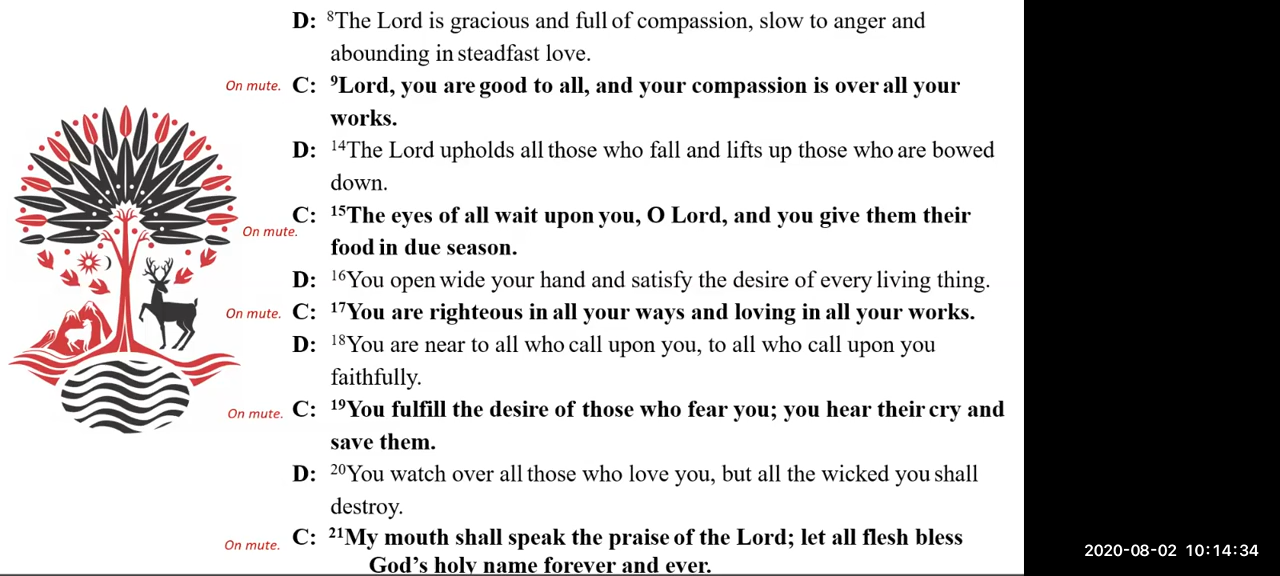 D: ⁸The Lord is gracious and full of compassion, slow to anger and
abounding in steadfast love.
On mute. C: ⁹Lord, you are good to all, and your compassion is over all your
works.
D: ¹⁴The Lord upholds all those who fall and lifts up those who are bowed
down.
On mute. C: ¹⁵The eyes of all wait upon you, O Lord, and you give them their
food in due season.
D: ¹⁶You open wide your hand and satisfy the desire of every living thing.
On mute. C: ¹⁷You are righteous in all your ways and loving in all your works.
D: ¹⁸You are near to all who call upon you, to all who call upon you
faithfully.
On mute. C: ¹⁹You fulfill the desire of those who fear you; you hear their cry and
save them.
D: ²⁰You watch over all those who love you, but all the wicked you shall
destroy.
On mute. C: ²¹My mouth shall speak the praise of the Lord; let all flesh bless
God’s holy name forever and ever.
2020-08-02 10:14:34